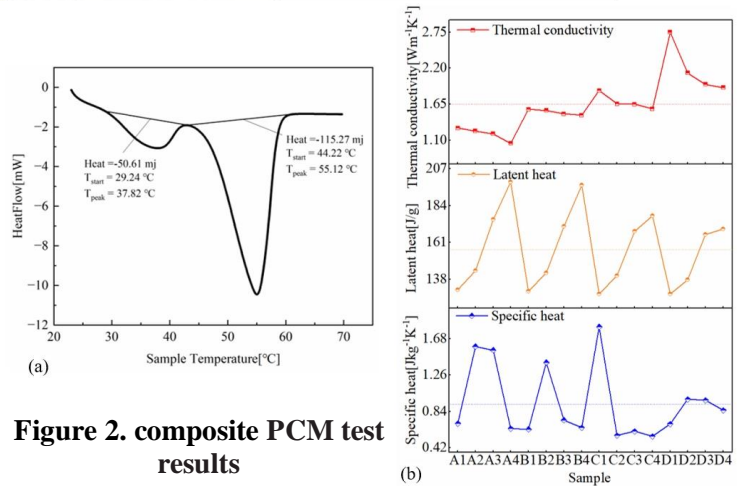 0
−2
−4
−6
−8
−10
−12
HeatFlow[mW]
Heat =-50.61 mj
Tstart = 29.24 ℃
Tpeak = 37.82 ℃
Heat =-115.27 mj
Tstart = 44.22 ℃
Tpeak = 55.12 ℃
20 30 40 50 60 70
Sample Temperature[℃]
(a)
Figure 2. composite PCM test
results
Thermal conductivity[Wm⁻¹K⁻¹]
2.75
2.20
1.65
1.10
Thermal conductivity
Latent heat[J/g]
207
184
161
138
Latent heat
Specific heat[Jkg⁻¹K⁻¹]
1.68
1.26
0.84
0.42
Specific heat
A1A2A3A4B1B2B3B4C1C2C3C4D1D2D3D4
Sample
(b)